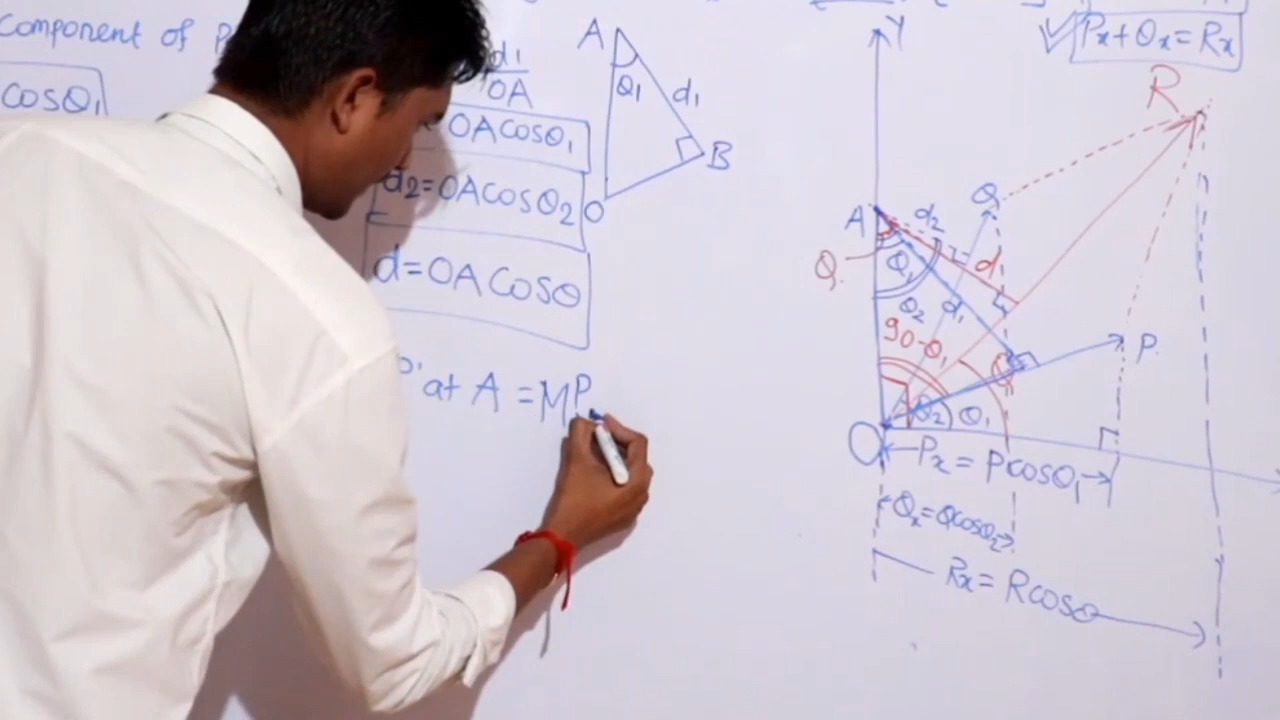 Component of P
cosθ₁
d₁
OA
OACosθ₁
d₂=OACosθ₂
d=OACosθ
P' at A = MP
A
θ₁
d₁
B
O
Px+Qx=Rx
Y
R
Q
A
d₂
d
θ
θ₁
θ₂
d₁
90-θ₁
P
θ₂
θ₁
O
Px = Pcosθ₁
Qx=Qcosθ₂
Rx = Rcosθ